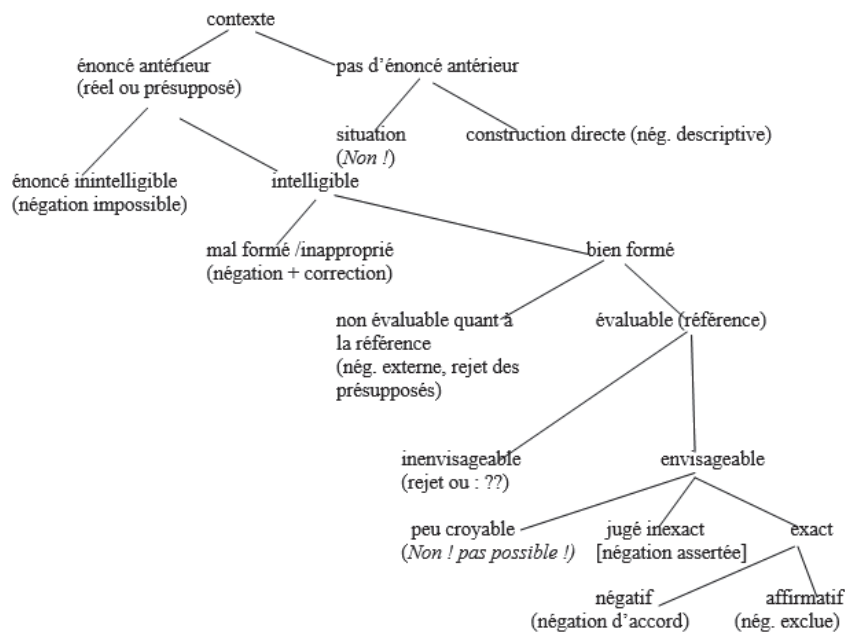 contexte
énoncé antérieur
(réel ou présupposé)
pas d'énoncé antérieur
situation
(Non !)
construction directe (nég. descriptive)
énoncé inintelligible
(négation impossible)
intelligible
mal formé /inapproprié
(négation + correction)
bien formé
non évaluable quant à
la référence
(nég. externe, rejet des
présupposés)
évaluable (référence)
inenvisageable
(rejet ou : ??)
envisageable
peu croyable
(Non ! pas possible !)
jugé inexact
[négation assertée]
exact
négatif
(négation d'accord)
affirmatif
(nég. exclue)